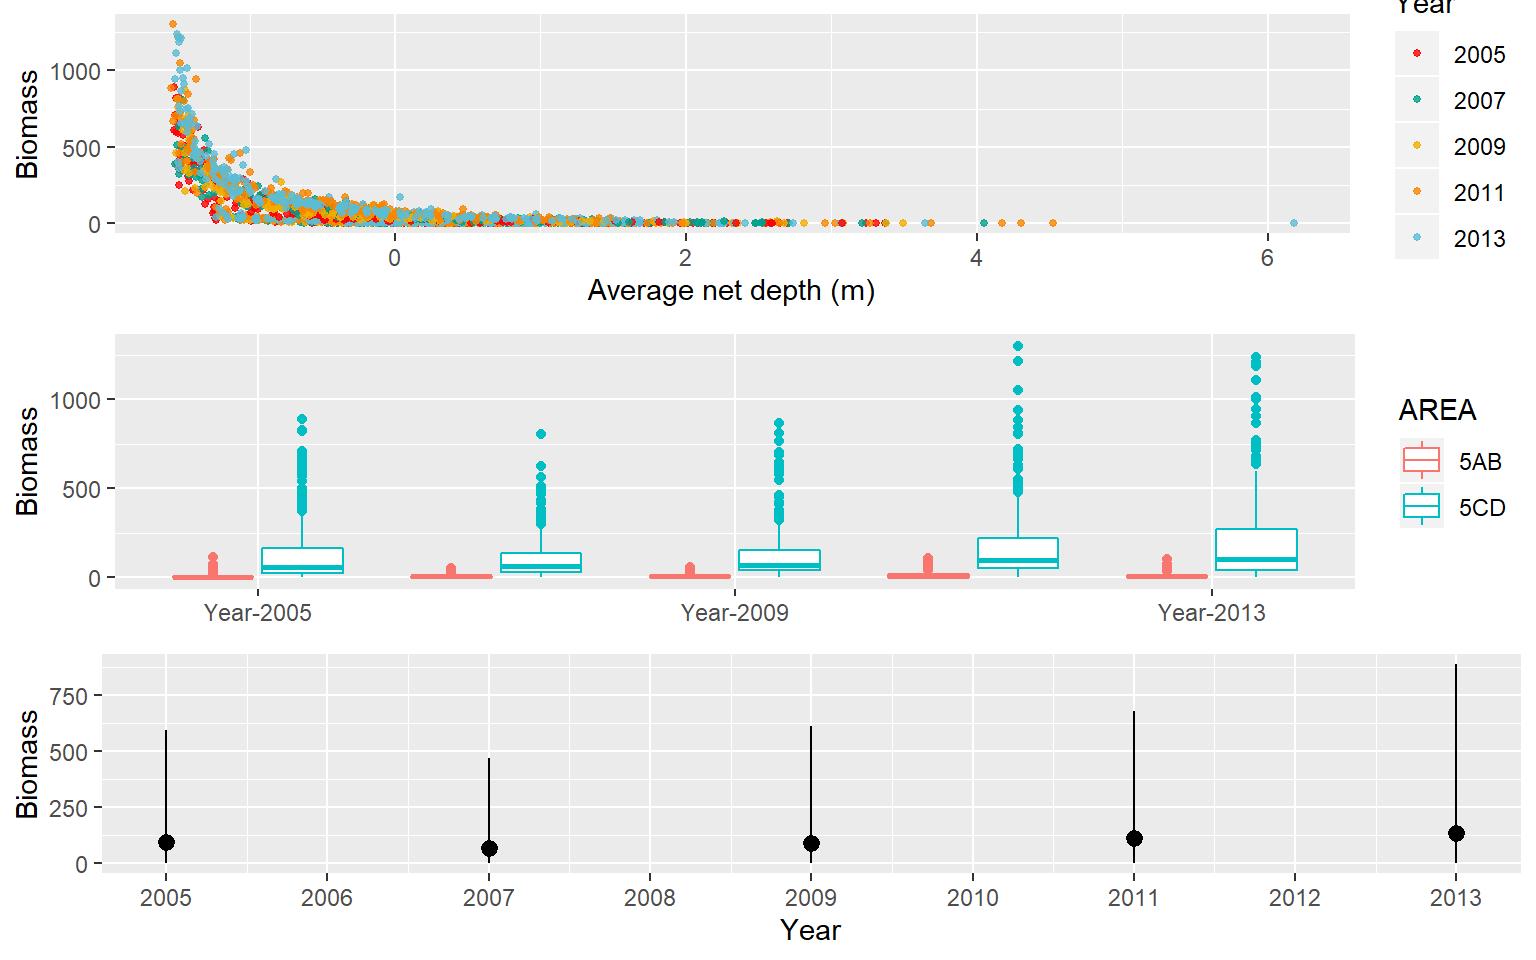 Year
2005
2007
2009
2011
2013
Biomass
1000
500
0
0 2 4 6
Average net depth (m)
Biomass
1000
500
0
Year-2005 Year-2009 Year-2013
AREA
5AB
5CD
Biomass
750
500
250
0
2005 2006 2007 2008 2009 2010 2011 2012 2013
Year